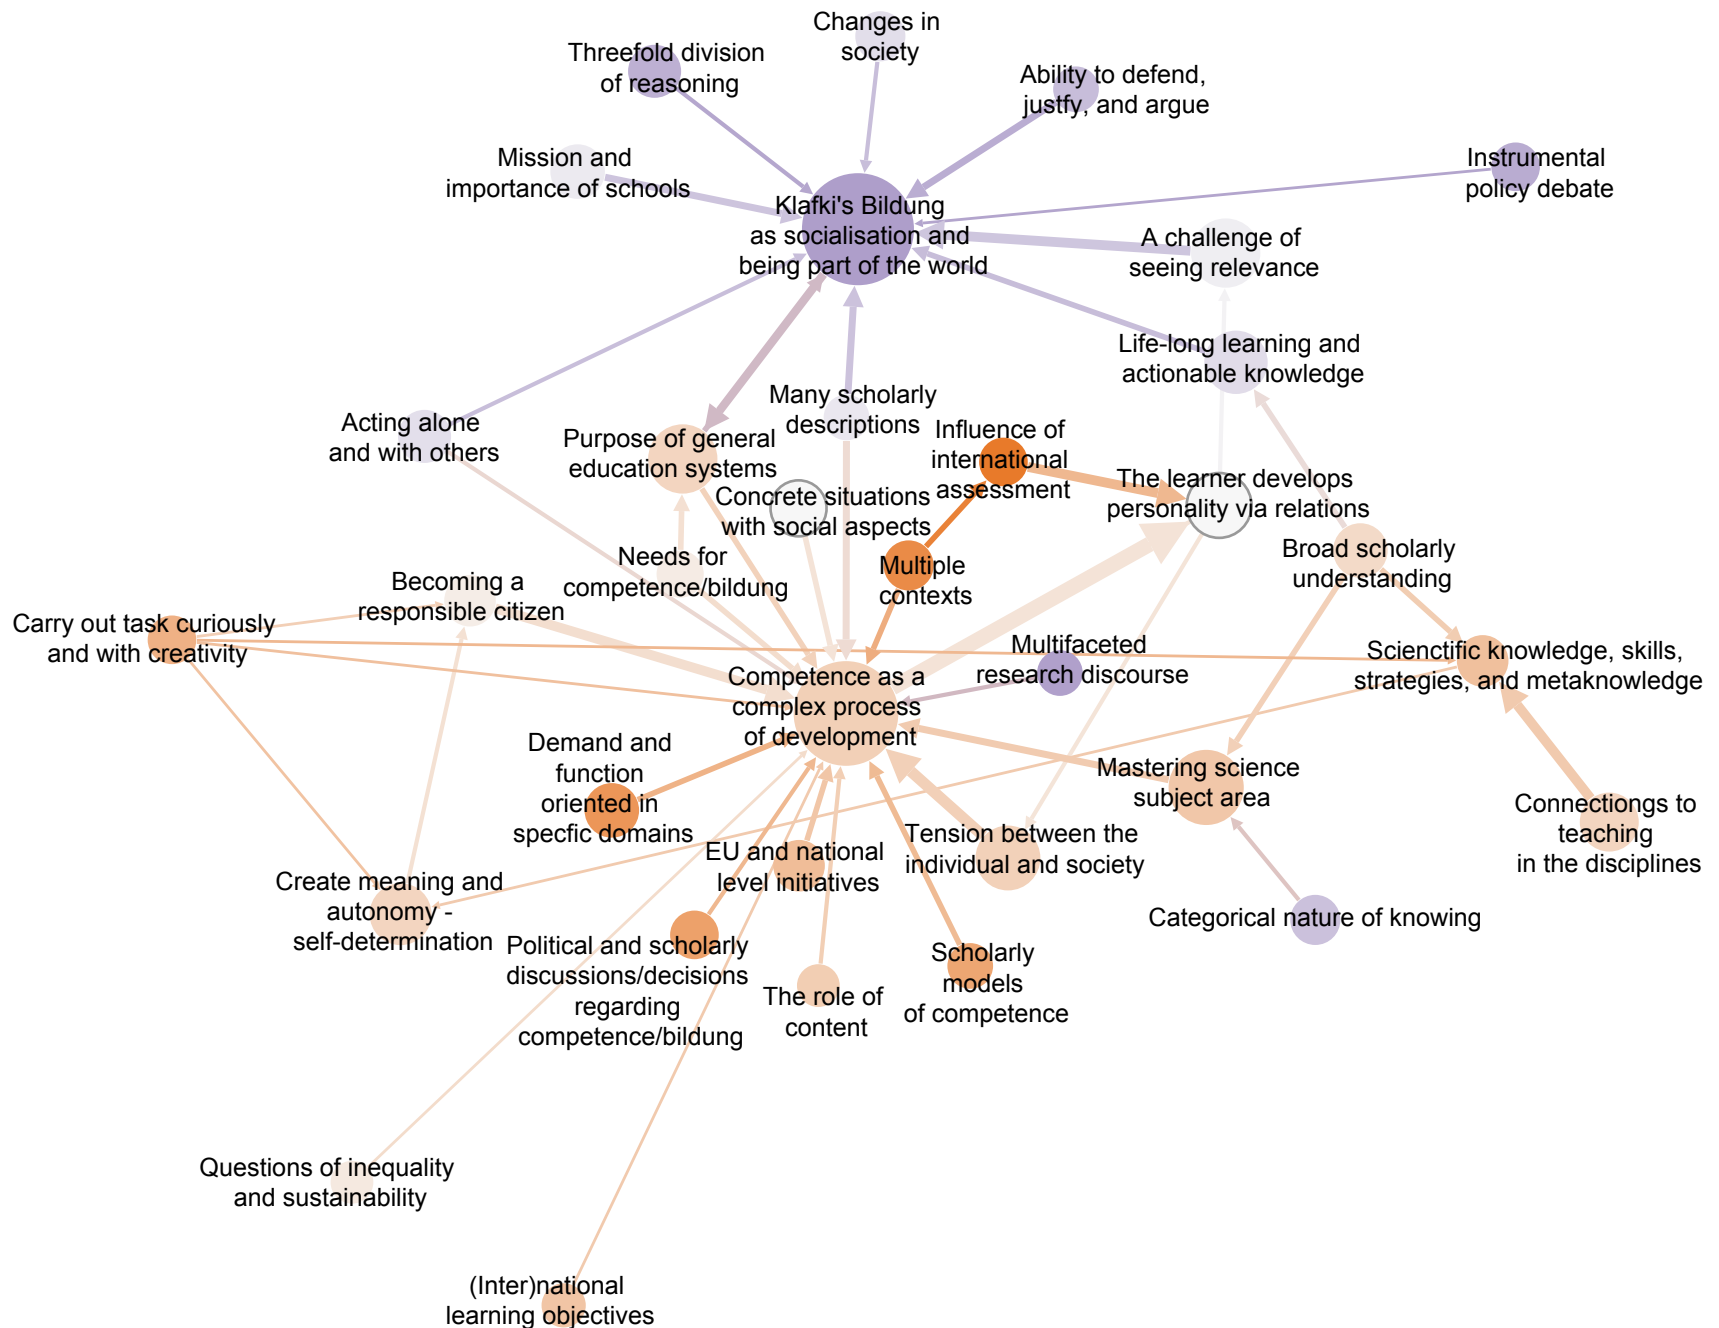 Changes in
society
Threefold division
of reasoning
Ability to defend,
justfy, and argue
Mission and
importance of schools
Instrumental
policy debate
Klafki's Bildung
as socialisation and
being part of the world
A challenge of
seeing relevance
Life-long learning and
actionable knowledge
Many scholarly
descriptions
Acting alone
and with others
Purpose of general
education systems
Influence of
international
assessment
Concrete situations
with social aspects
The learner develops
personality via relations
Needs for
competence/bildung
Multiple
contexts
Broad scholarly
understanding
Becoming a
responsible citizen
Carry out task curiously
and with creativity
Multifaceted
research discourse
Scienctific knowledge, skills,
strategies, and metaknowledge
Competence as a
complex process
of development
Demand and
function
oriented in
specfic domains
Mastering science
subject area
Connectiongs to
teaching
in the disciplines
EU and national
level initiatives
Tension between the
individual and society
Create meaning and
autonomy -
self-determination
Categorical nature of knowing
Political and scholarly
discussions/decisions
regarding
competence/bildung
The role of
content
Scholarly
models
of competence
Questions of inequality
and sustainability
(Inter)national
learning objectives